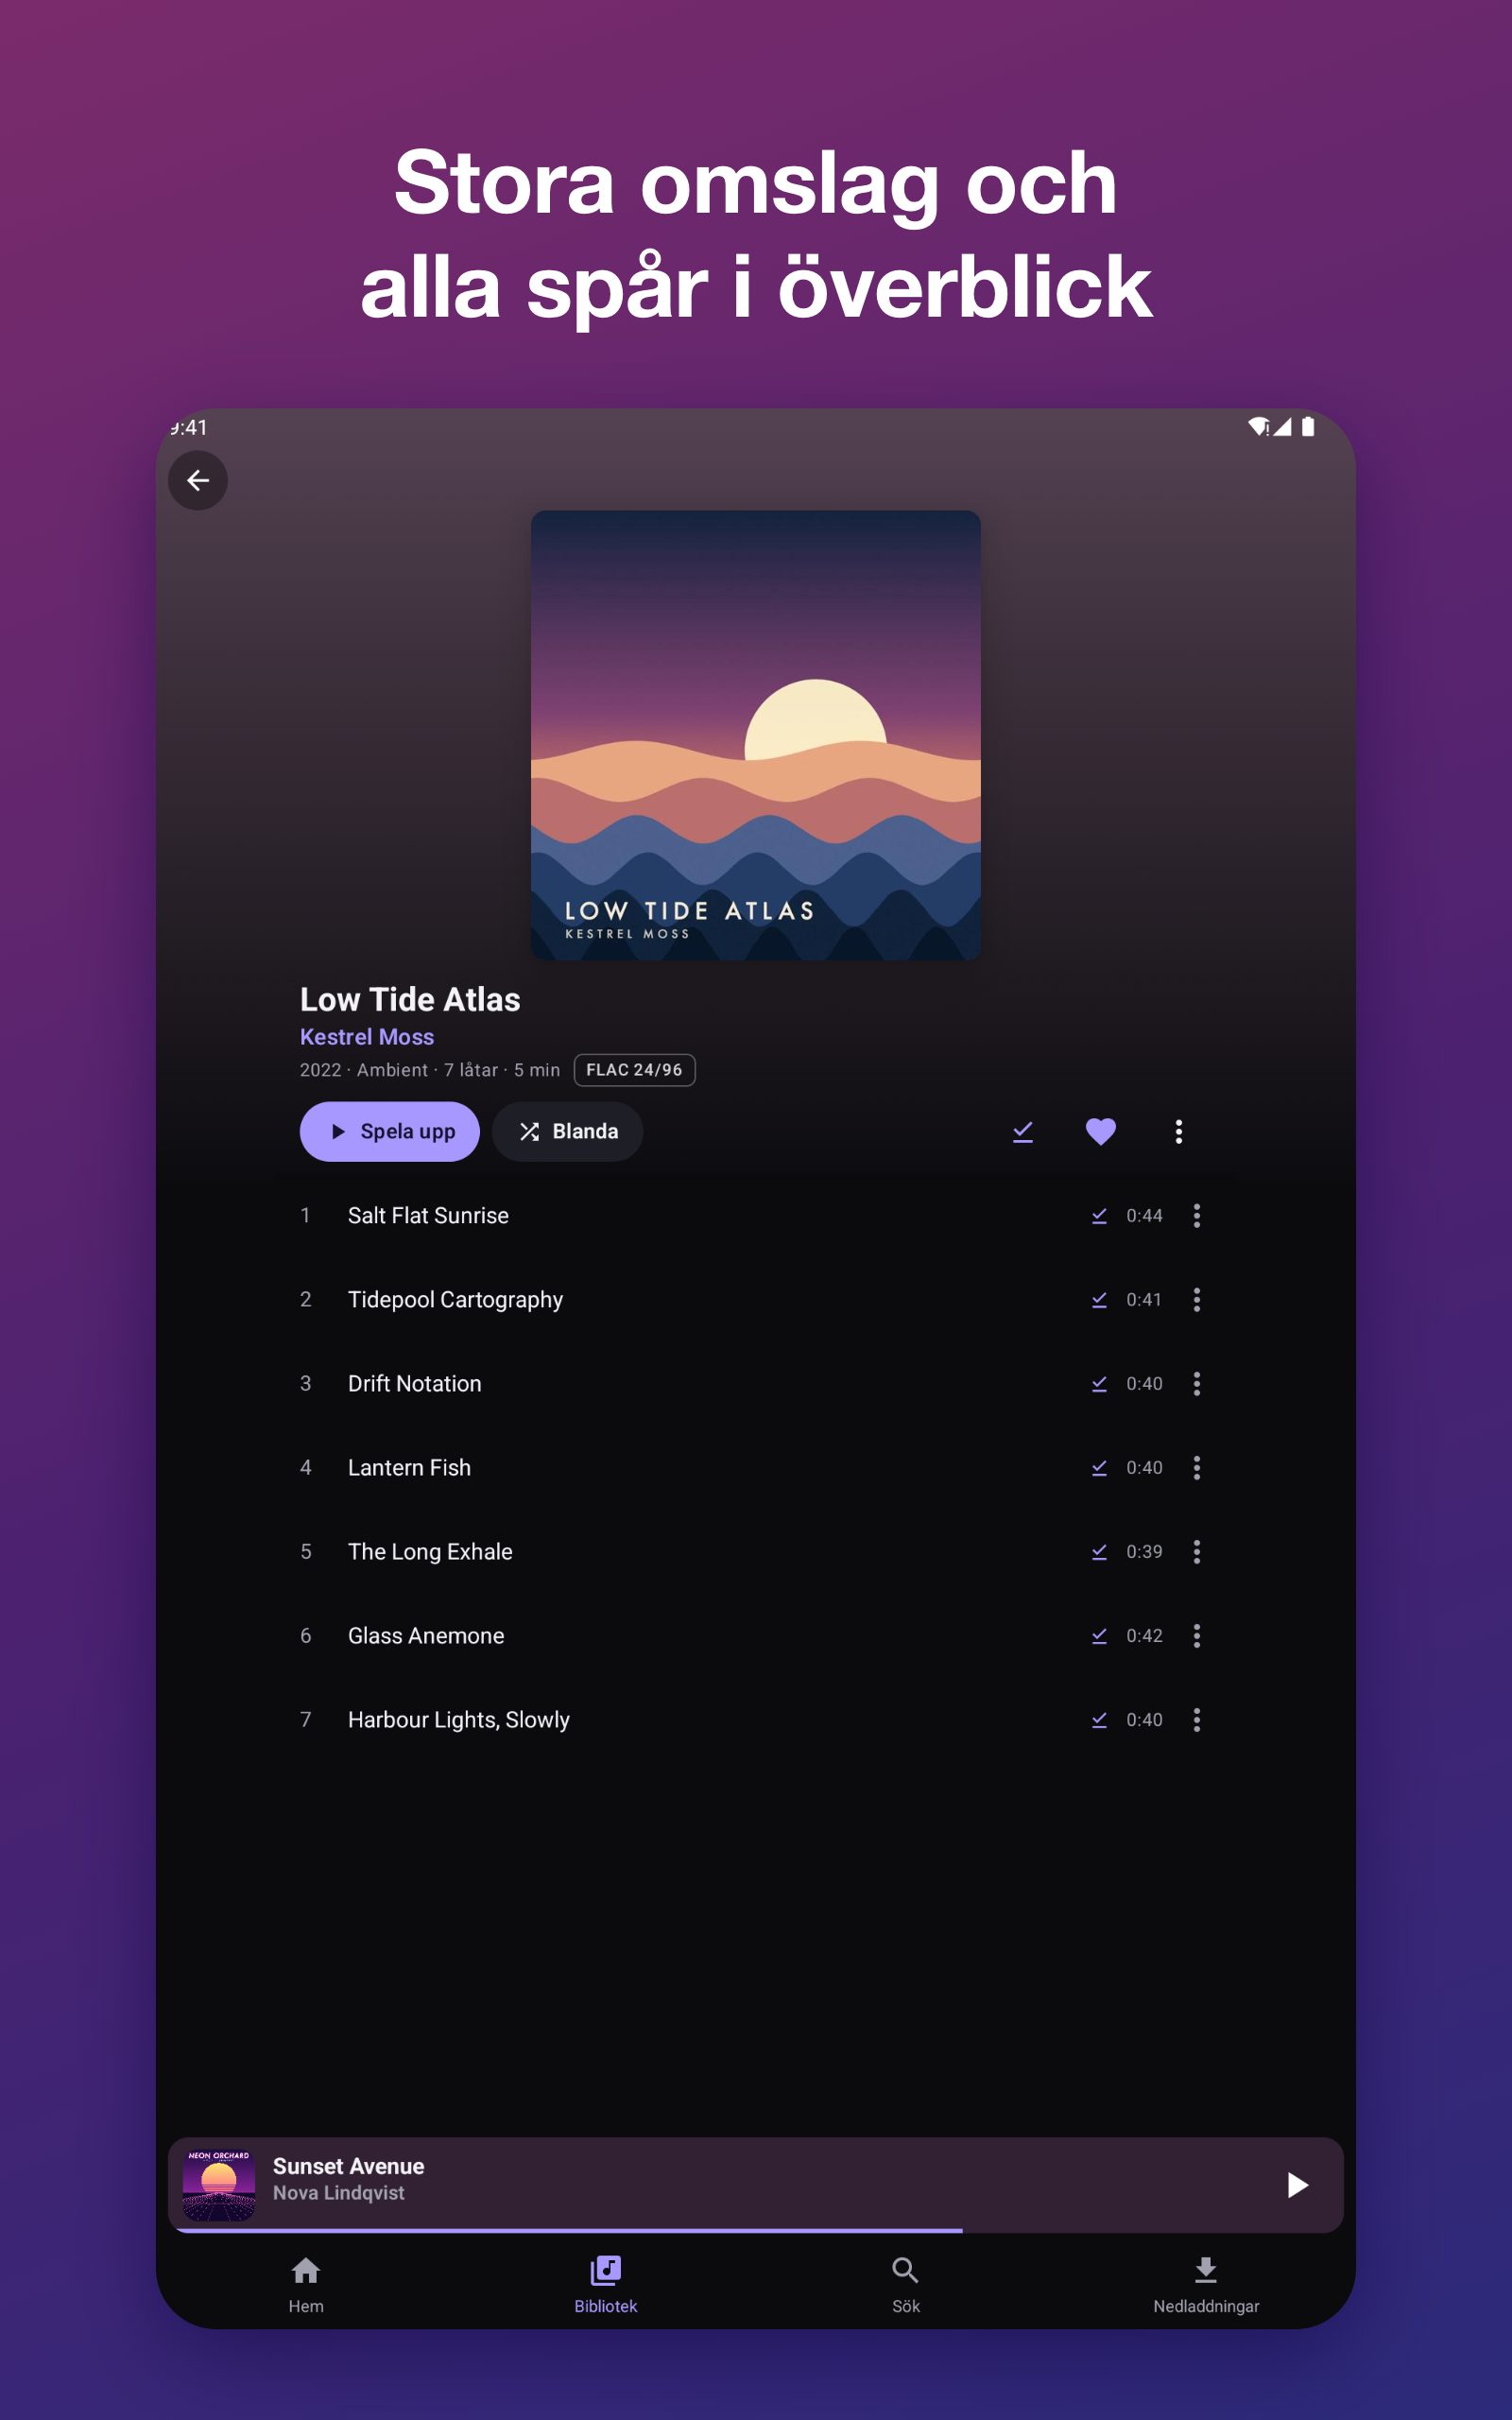 Stora omslag och
alla spår i överblick
9:41
LOW TIDE ATLAS
KESTREL MOSS
Low Tide Atlas
Kestrel Moss
2022 · Ambient · 7 låtar · 5 min FLAC 24/96
Spela upp Blanda
1 Salt Flat Sunrise 0:44
2 Tidepool Cartography 0:41
3 Drift Notation 0:40
4 Lantern Fish 0:40
5 The Long Exhale 0:39
6 Glass Anemone 0:42
7 Harbour Lights, Slowly 0:40
NEON ORCHARD
Sunset Avenue
Nova Lindqvist
Hem Bibliotek Sök Nedladdningar